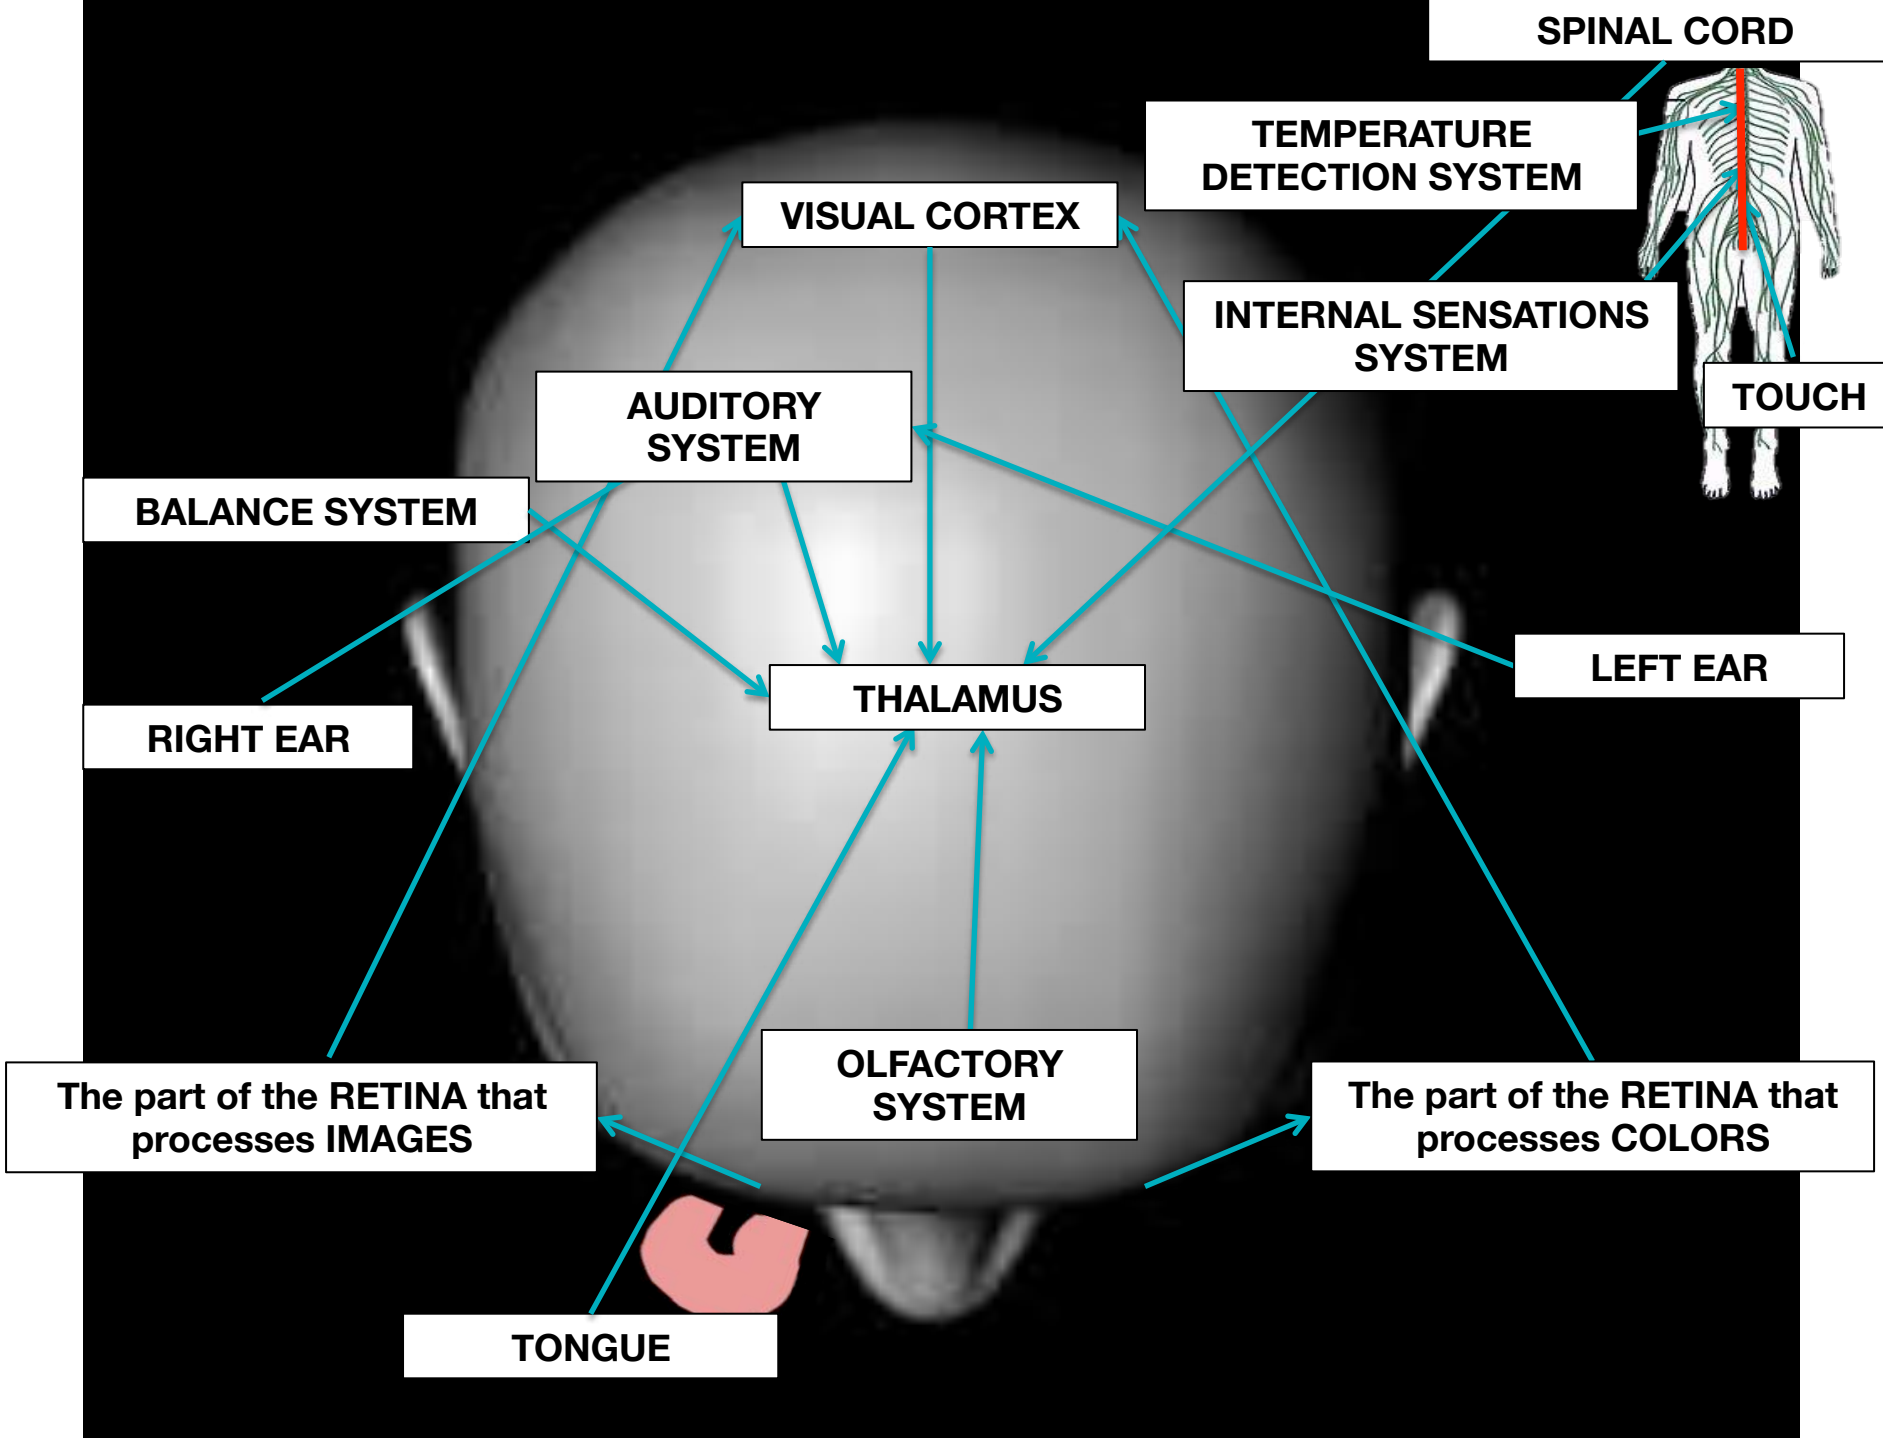 SPINAL CORD
TEMPERATURE
DETECTION SYSTEM
VISUAL CORTEX
INTERNAL SENSATIONS
SYSTEM
TOUCH
AUDITORY
SYSTEM
BALANCE SYSTEM
LEFT EAR
THALAMUS
RIGHT EAR
OLFACTORY
SYSTEM
The part of the RETINA that
processes IMAGES
The part of the RETINA that
processes COLORS
TONGUE